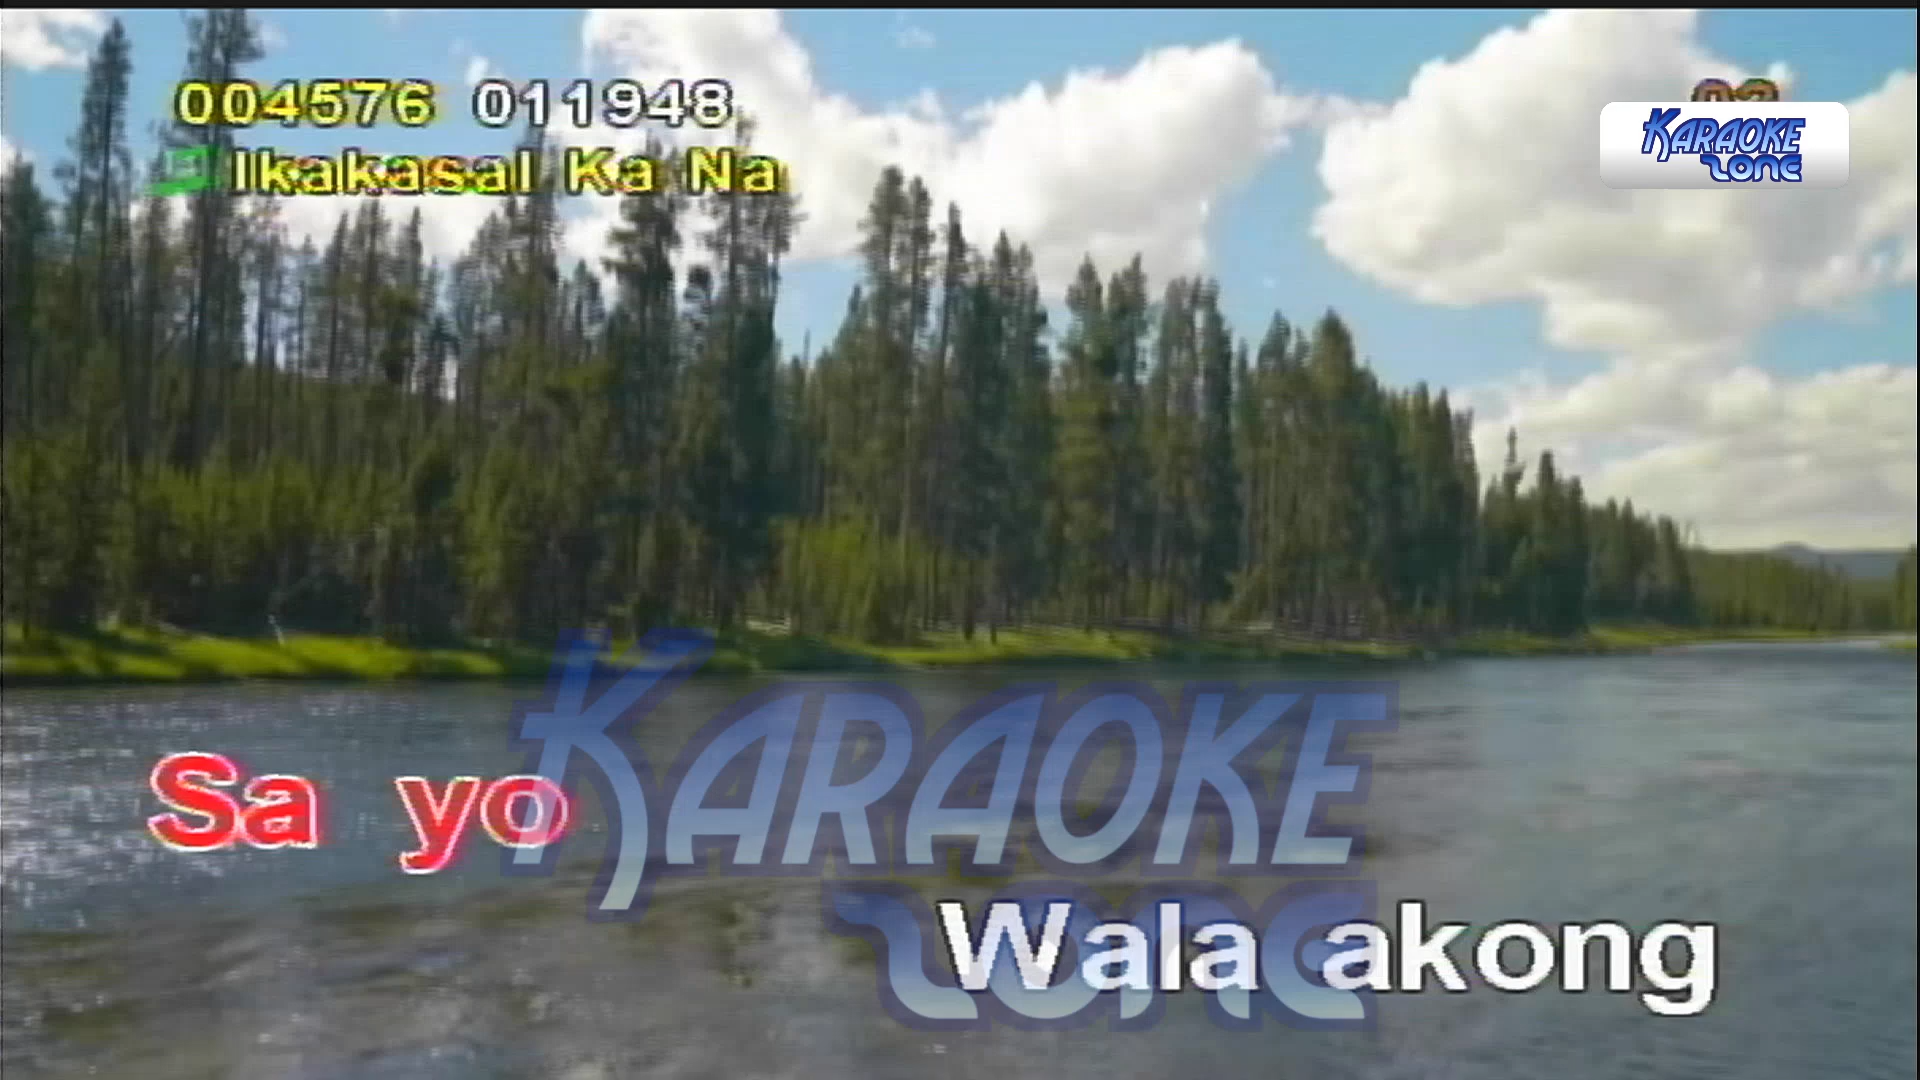 004576 011948
Ikakasal Ka Na
KARAOKE
ZONE
Sa yo
KARAOKE
ZONE
Wala akong